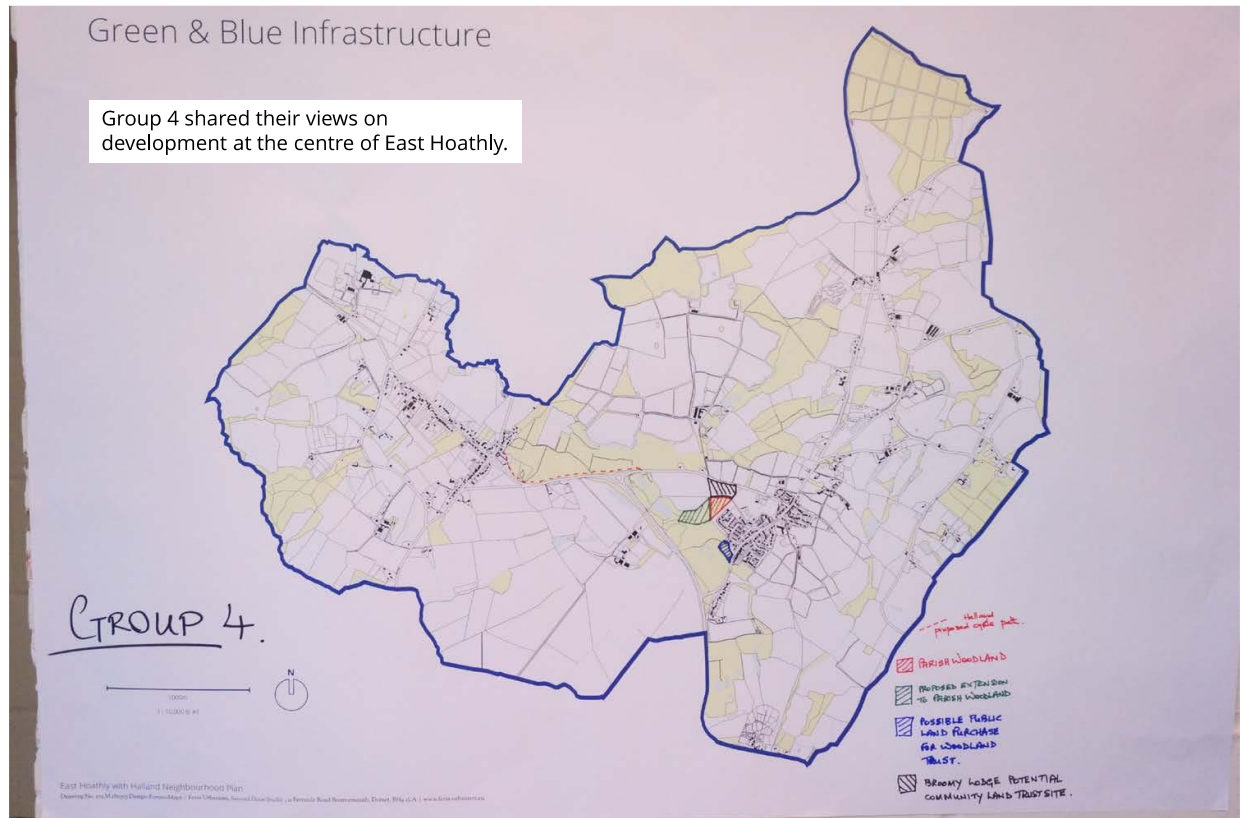 Green & Blue Infrastructure
Group 4 shared their views on
development at the centre of East Hoathly.
GROUP 4.
N
Halland
proposed cycle path.
PARISH WOODLAND
PROPOSED EXTENSION
TO PARISH WOODLAND
POSSIBLE PUBLIC
LAND PURCHASE
FOR WOODLAND
TRUST.
BROOMY LODGE POTENTIAL
COMMUNITY LAND TRUST SITE.
East Hoathly with Halland Neighbourhood Plan